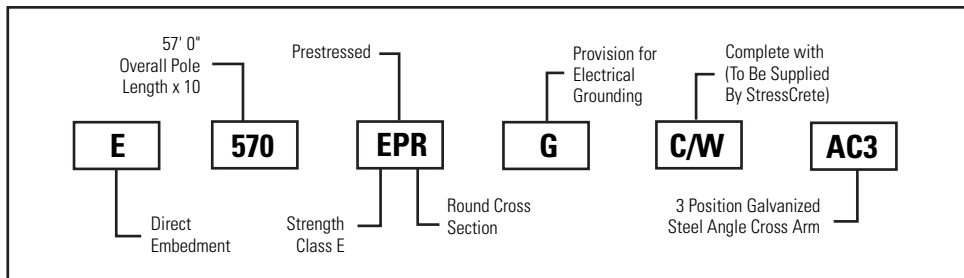 57' 0"
Overall Pole
Length x 10
Prestressed
Provision for
Electrical
Grounding
Complete with
(To Be Supplied
By StressCrete)
E
570
EPR
G
C/W
AC3
Direct
Embedment
Strength
Class E
Round Cross
Section
3 Position Galvanized
Steel Angle Cross Arm